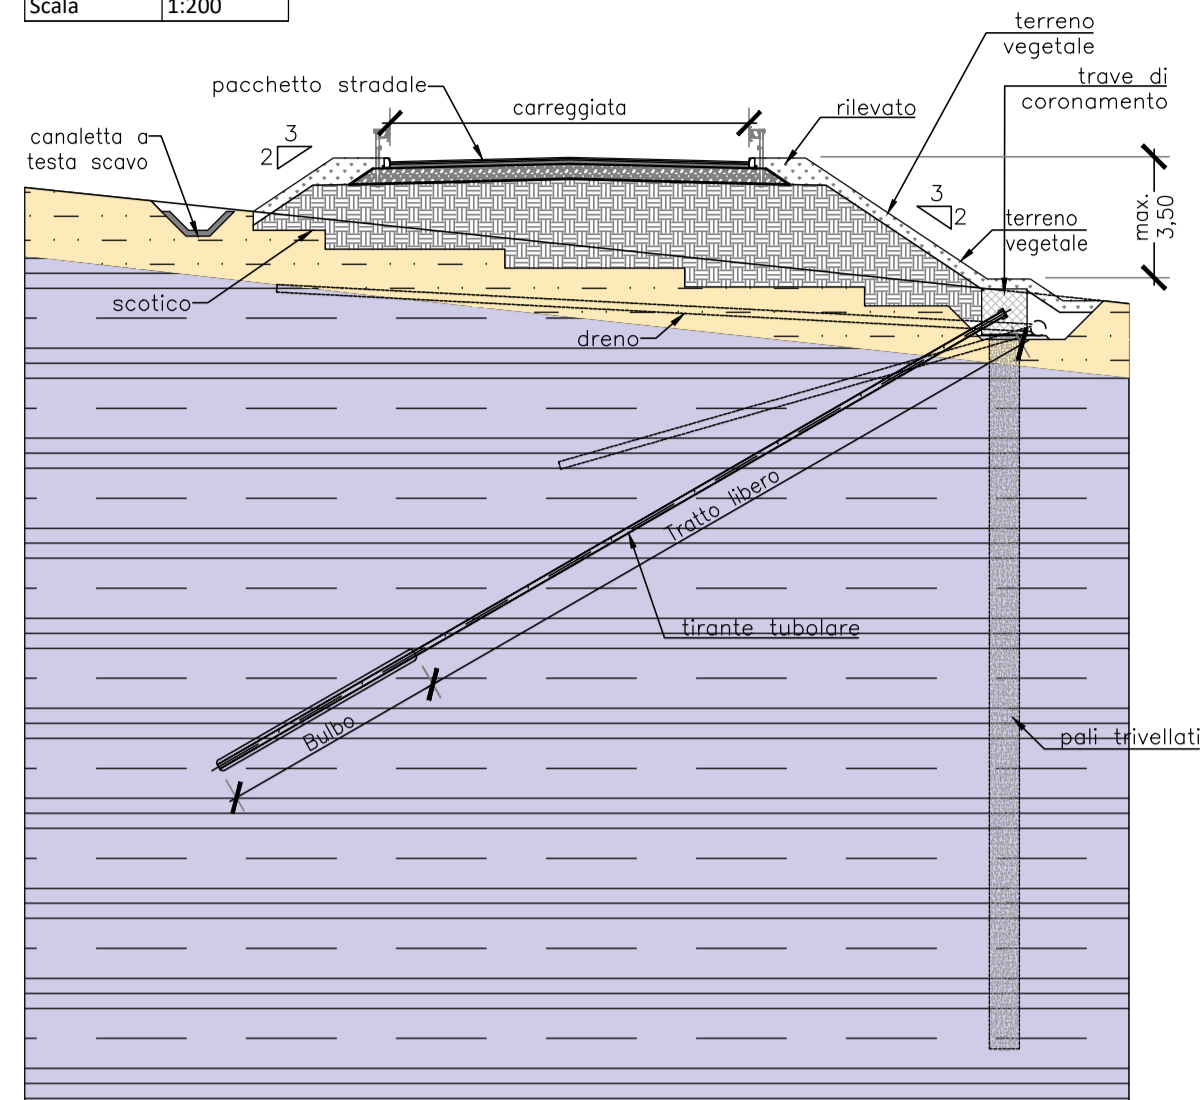 Scala 1:200
terreno
vegetale
pacchetto stradale
trave di
coronamento
carreggiata
rilevato
canaletta a
testa scavo
3
2
3
2
max.
3,50
terreno
vegetale
scotico
dreno
Tratto libero
tirante tubolare
Bulbo
pali trivellati